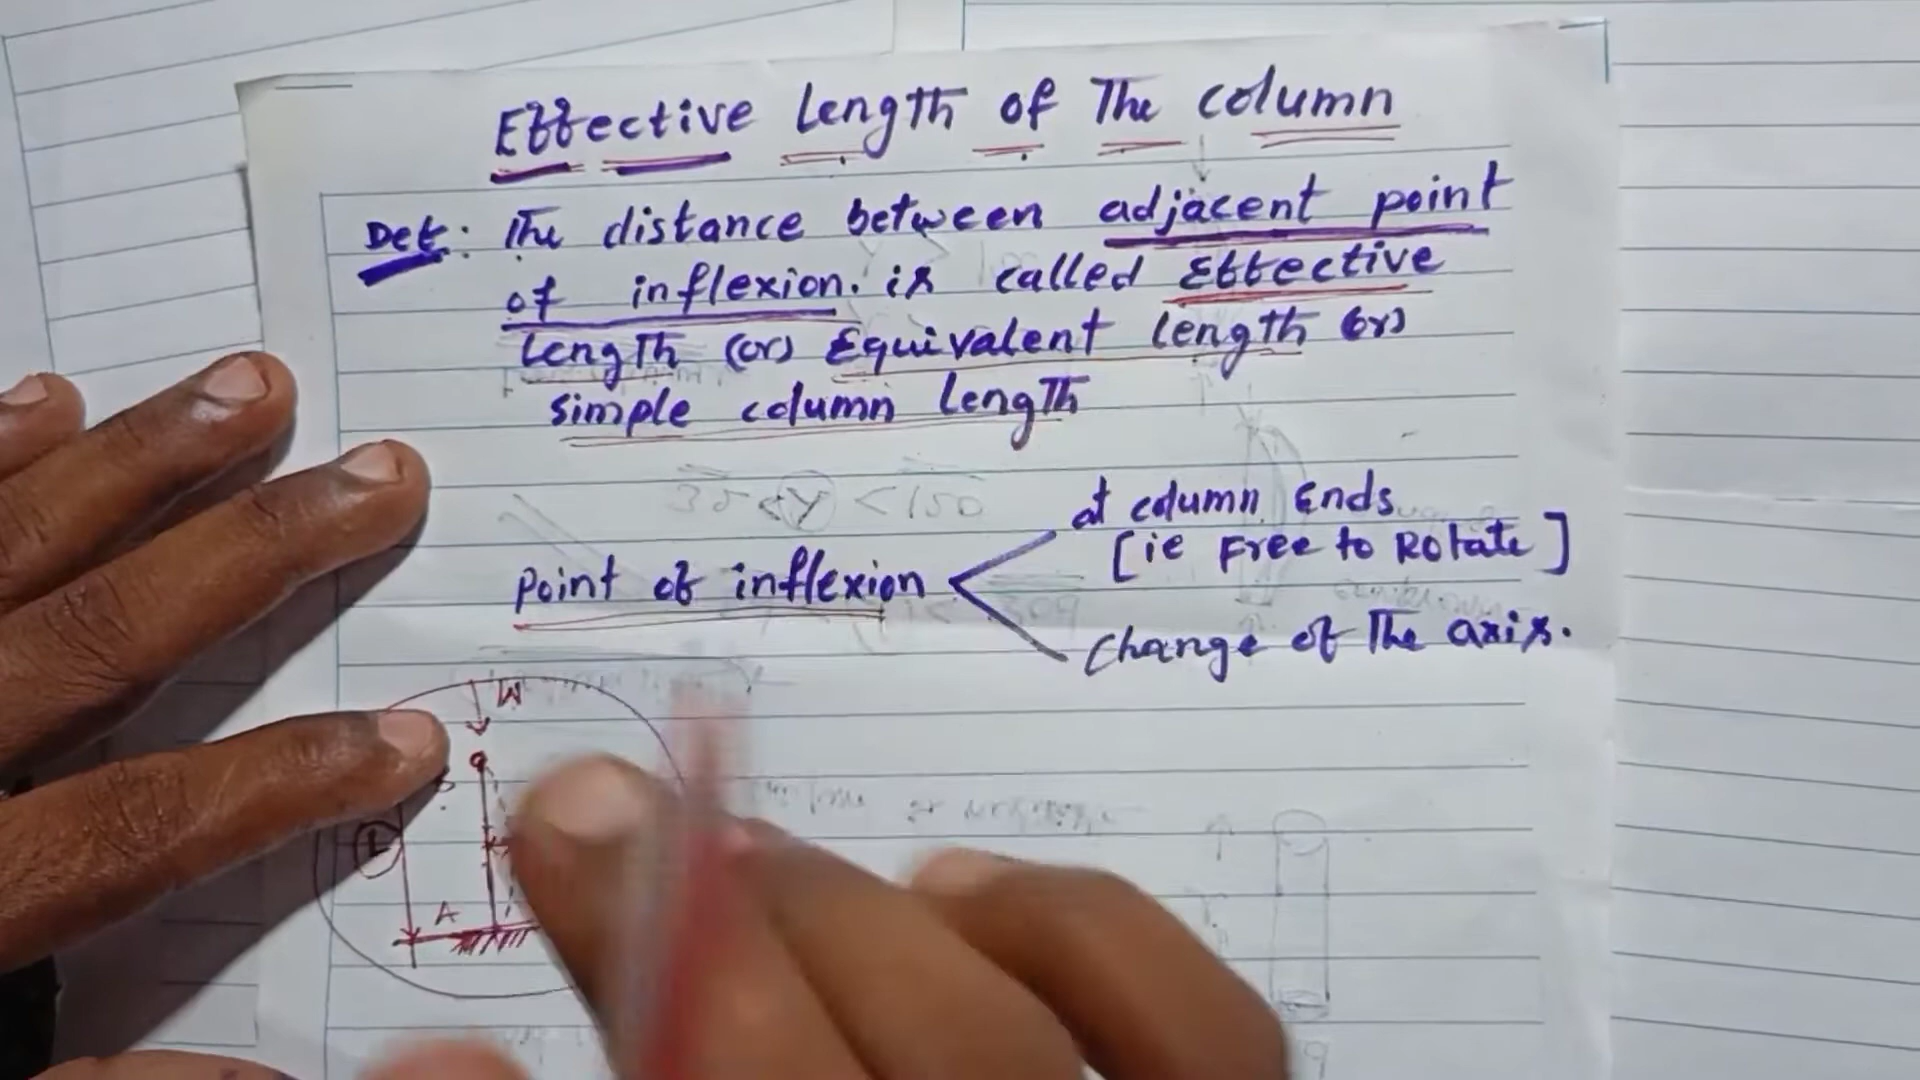 Effective Length of The column
Def: The distance between adjacent point
of inflexion. is called Effective
Length (or) Equivalent length (or)
simple column length
35 < γ < 150
at column Ends
[ie Free to Rotate]
point of inflexion
Change of The axis.
W
L
A